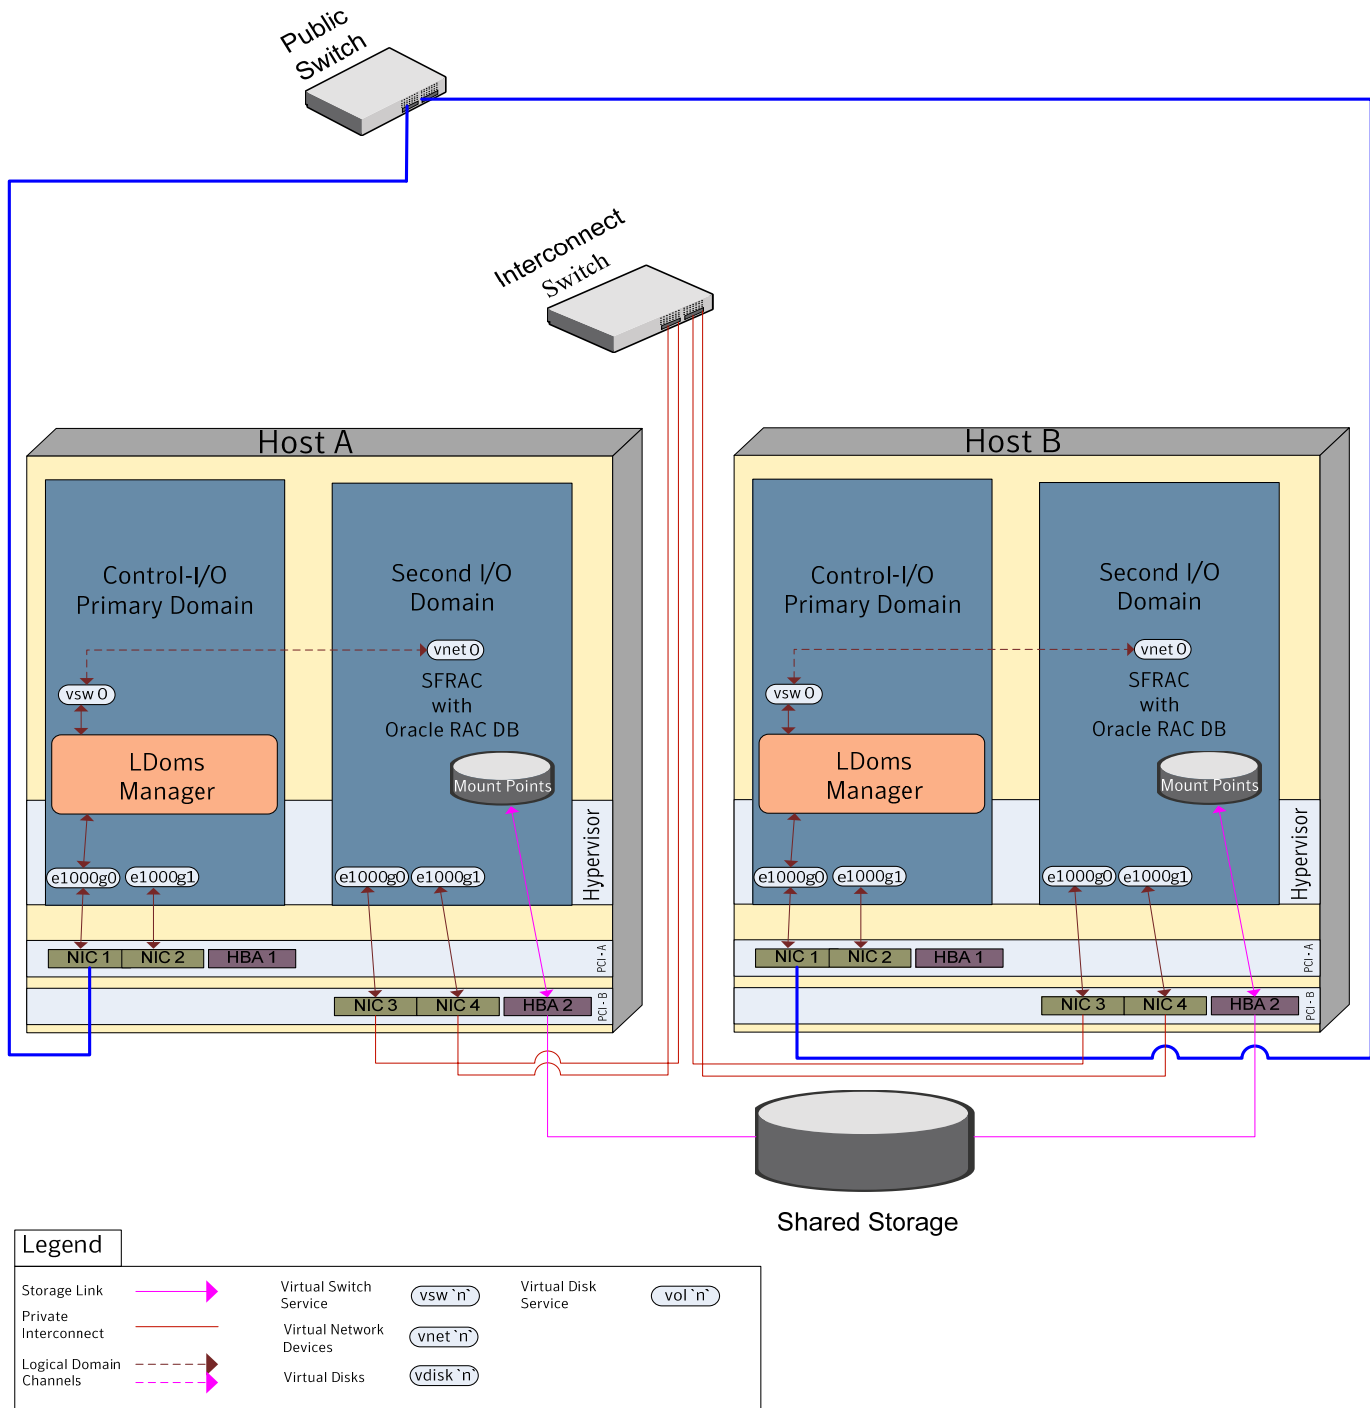 Public
Switch
Interconnect
Switch
Host A
Control-I/O
Primary Domain
vsw 0
LDoms
Manager
e1000g0
e1000g1
Second I/O
Domain
vnet 0
SFRAC
with
Oracle RAC DB
Mount Points
e1000g0
e1000g1
Hypervisor
NIC 1
NIC 2
HBA 1
PCI - A
NIC 3
NIC 4
HBA 2
PCI - B
Host B
Control-I/O
Primary Domain
vsw 0
LDoms
Manager
e1000g0
e1000g1
Second I/O
Domain
vnet 0
SFRAC
with
Oracle RAC DB
Mount Points
e1000g0
e1000g1
Hypervisor
NIC 1
NIC 2
HBA 1
PCI - A
NIC 3
NIC 4
HBA 2
PCI - B
Shared Storage
Legend
Storage Link
Private
Interconnect
Logical Domain
Channels
Virtual Switch
Service
vsw `n`
Virtual Network
Devices
vnet `n`
Virtual Disks
vdisk `n`
Virtual Disk
Service
vol `n`